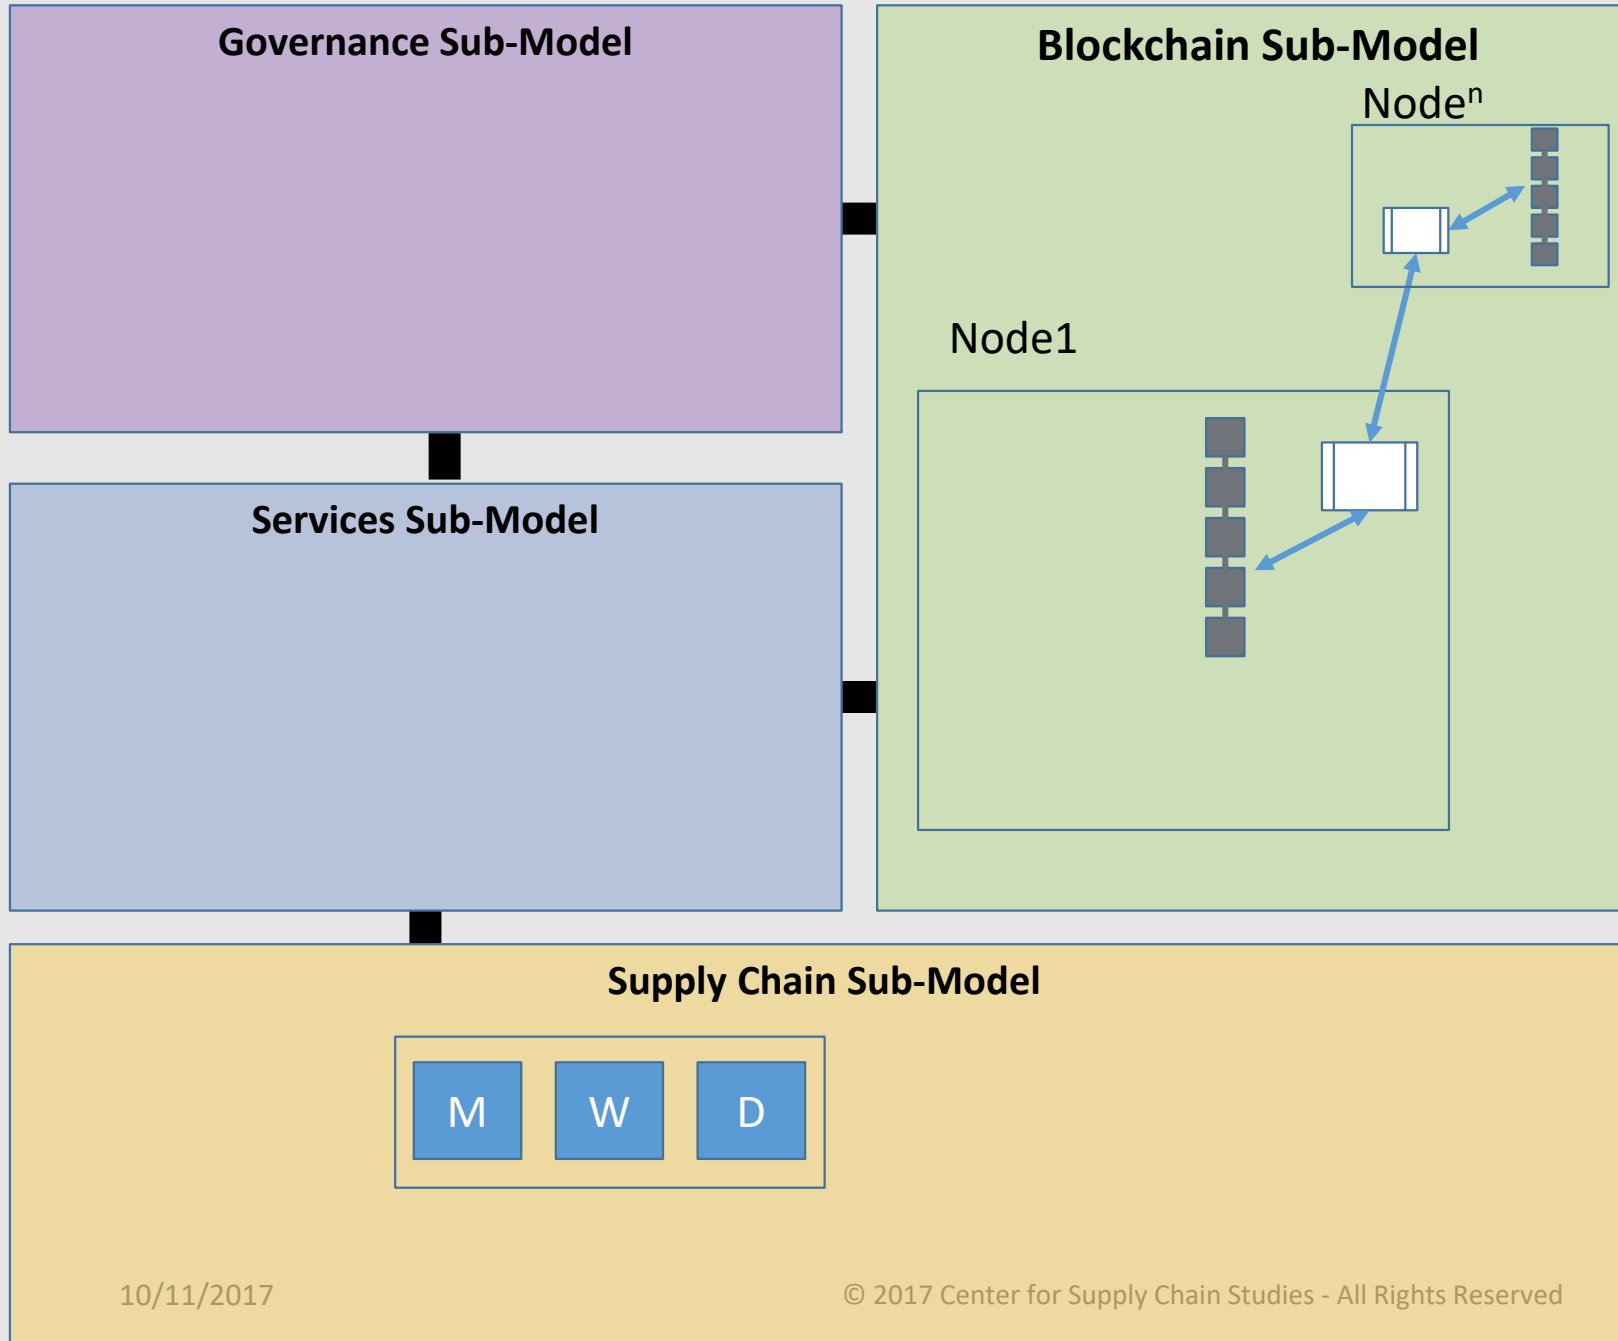 Governance Sub-Model
Blockchain Sub-Model
Nodeⁿ
Node1
Services Sub-Model
Supply Chain Sub-Model
M W D
10/11/2017
© 2017 Center for Supply Chain Studies - All Rights Reserved